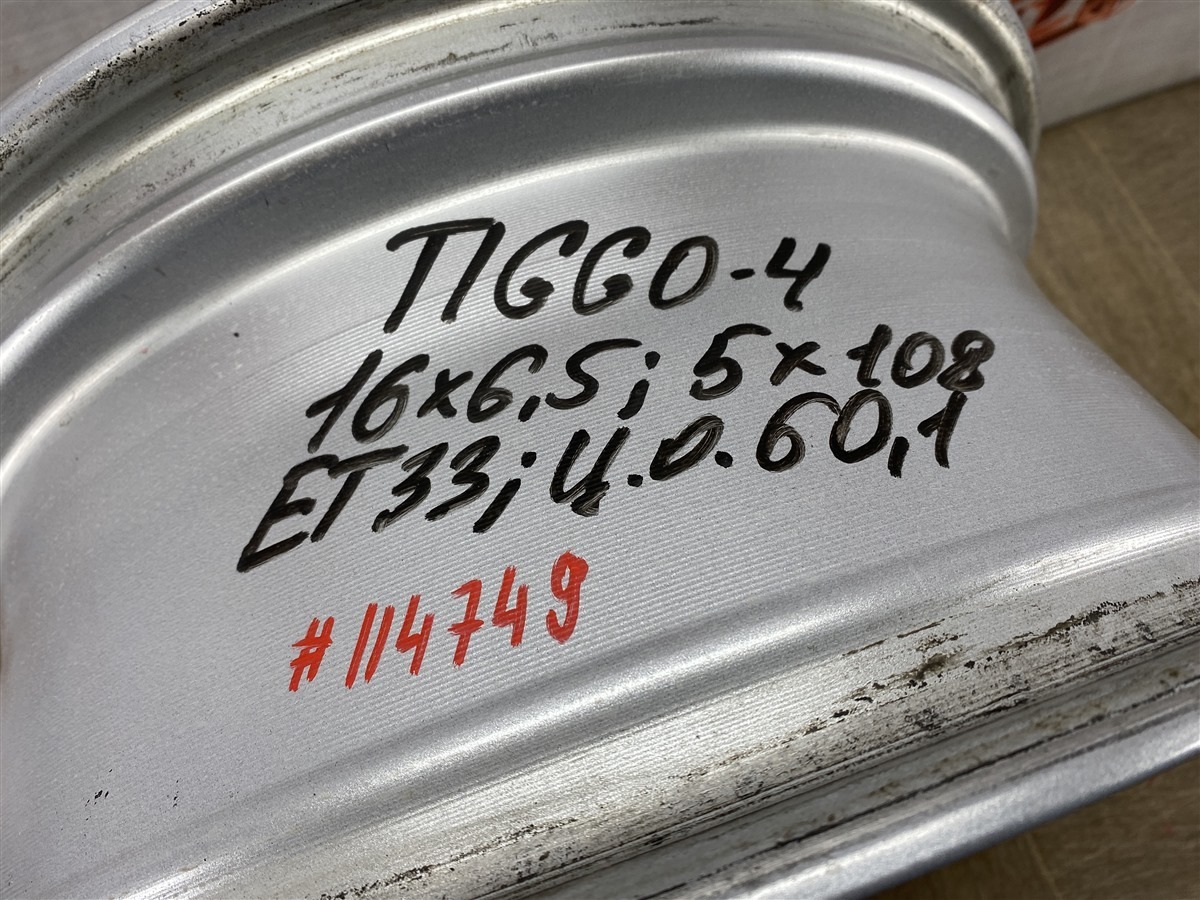 TIGGO-4
16x6,5; 5x108
ET33; Ц.О.60,1
#114749